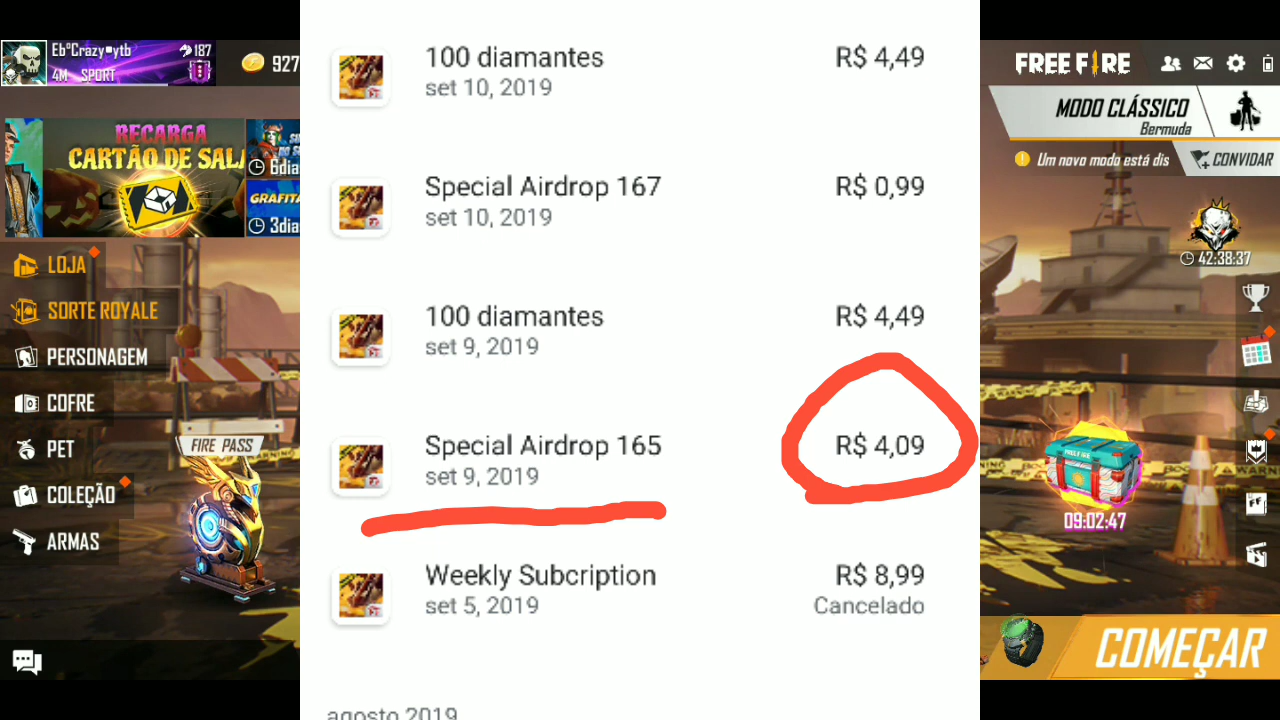 Eb°Crazy▪ytb
4M SPORT
187
927
RECARGA
CARTÃO DE SALA
6dia
GRAFITA
3dia
LOJA
SORTE ROYALE
PERSONAGEM
COFRE
PET
COLEÇÃO
ARMAS
FIRE PASS
100 diamantes R$ 4,49
set 10, 2019
Special Airdrop 167 R$ 0,99
set 10, 2019
100 diamantes R$ 4,49
set 9, 2019
Special Airdrop 165 R$ 4,09
set 9, 2019
Weekly Subcription R$ 8,99
set 5, 2019 Cancelado
agosto 2019
FREE FIRE
MODO CLÁSSICO
Bermuda
Um novo modo está dis
CONVIDAR
42:38:37
FREE FIRE
09:02:47
COMEÇAR